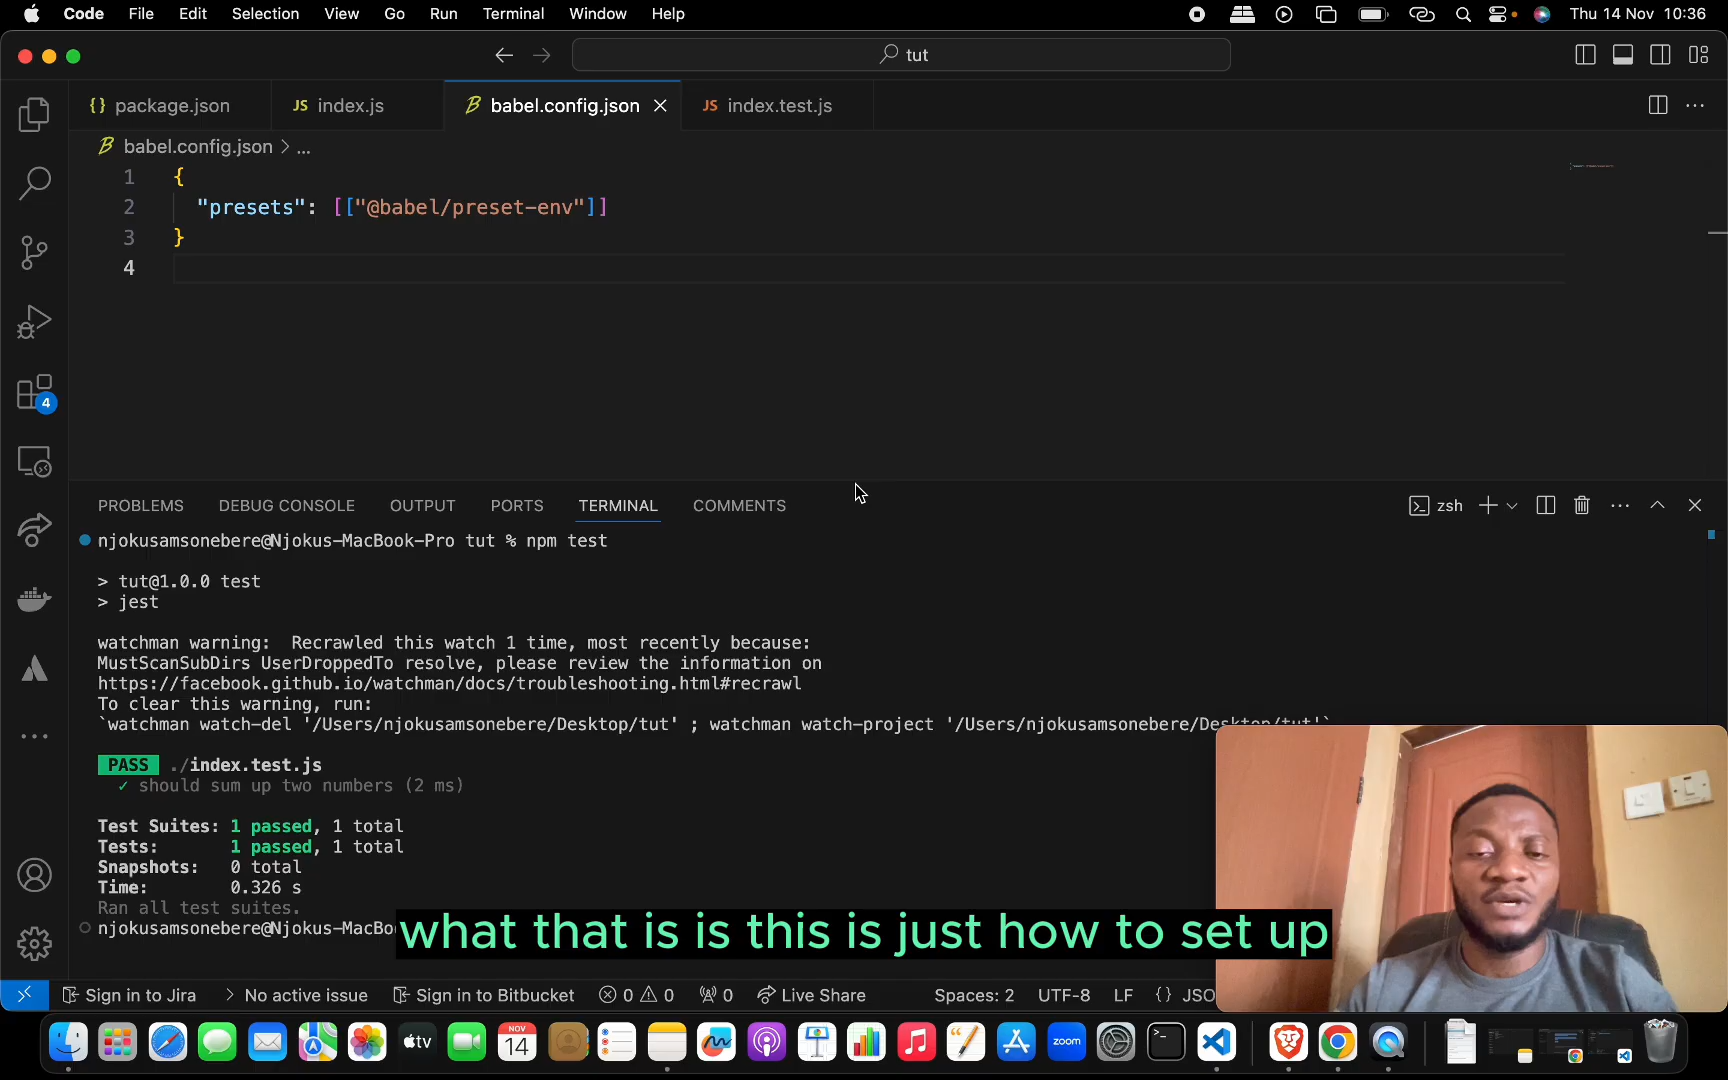 Code File Edit Selection View Go Run Terminal Window Help Thu 14 Nov 10:36
tut
{} package.json JS index.js babel.config.json JS index.test.js
babel.config.json > ...
1 {
2 "presets": [["@babel/preset-env"]]
3 }
4
4
PROBLEMS DEBUG CONSOLE OUTPUT PORTS TERMINAL COMMENTS zsh
njokusamsonebere@Njokus-MacBook-Pro tut % npm test
> tut@1.0.0 test
> jest
watchman warning: Recrawled this watch 1 time, most recently because:
MustScanSubDirs UserDroppedTo resolve, please review the information on
https://facebook.github.io/watchman/docs/troubleshooting.html#recrawl
To clear this warning, run:
`watchman watch-del '/Users/njokusamsonebere/Desktop/tut' ; watchman watch-project '/Users/njokusamsonebere/Desktop/tut'`
PASS ./index.test.js
✓ should sum up two numbers (2 ms)
Test Suites: 1 passed, 1 total
Tests: 1 passed, 1 total
Snapshots: 0 total
Time: 0.326 s
Ran all test suites.
njokusamsonebere@Njokus-MacBo
what that is is this is just how to set up
Sign in to Jira > No active issue Sign in to Bitbucket 0 0 0 Live Share Spaces: 2 UTF-8 LF {} JSO
NOV
14
tv
zoom